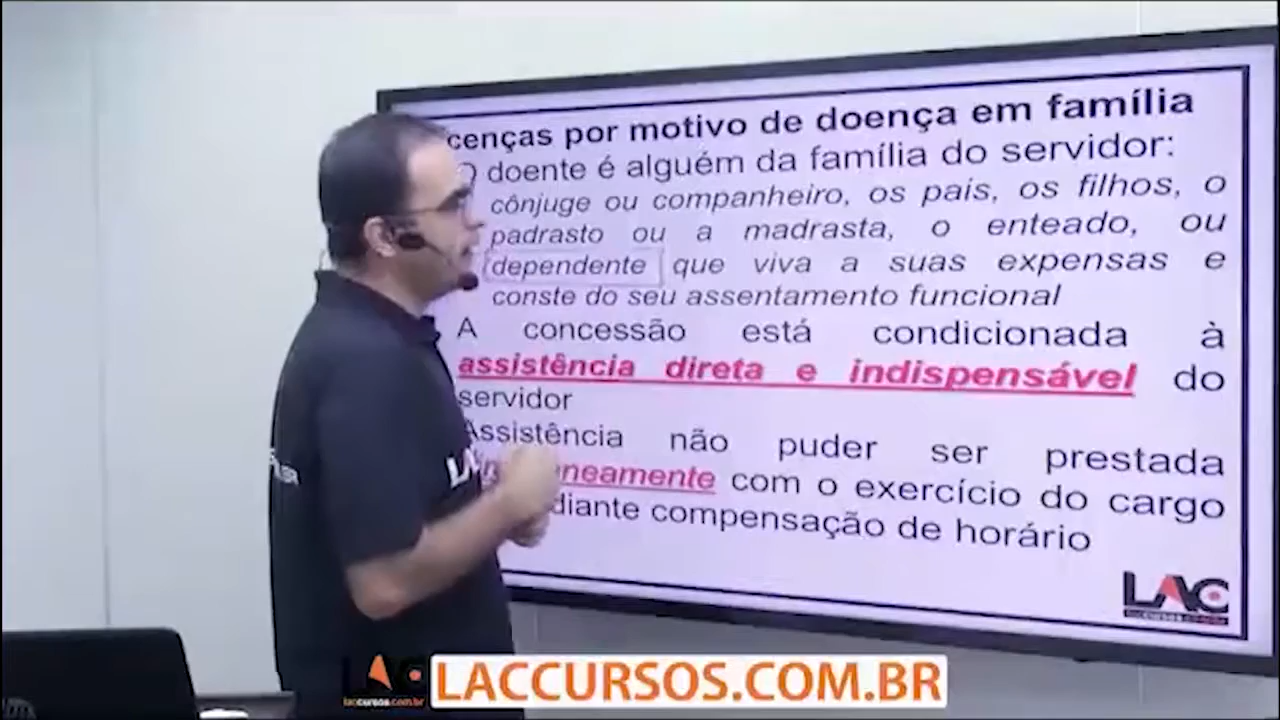 cenças por motivo de doença em família
O doente é alguém da família do servidor:
cônjuge ou companheiro, os pais, os filhos, o
padrasto ou a madrasta, o enteado, ou
dependente que viva a suas expensas e
conste do seu assentamento funcional
A concessão está condicionada à
assistência direta e indispensável do
servidor
Assistência não puder ser prestada
neamente com o exercício do cargo
diante compensação de horário
LAC
laccursos.com.br
LACCURSOS.COM.BR